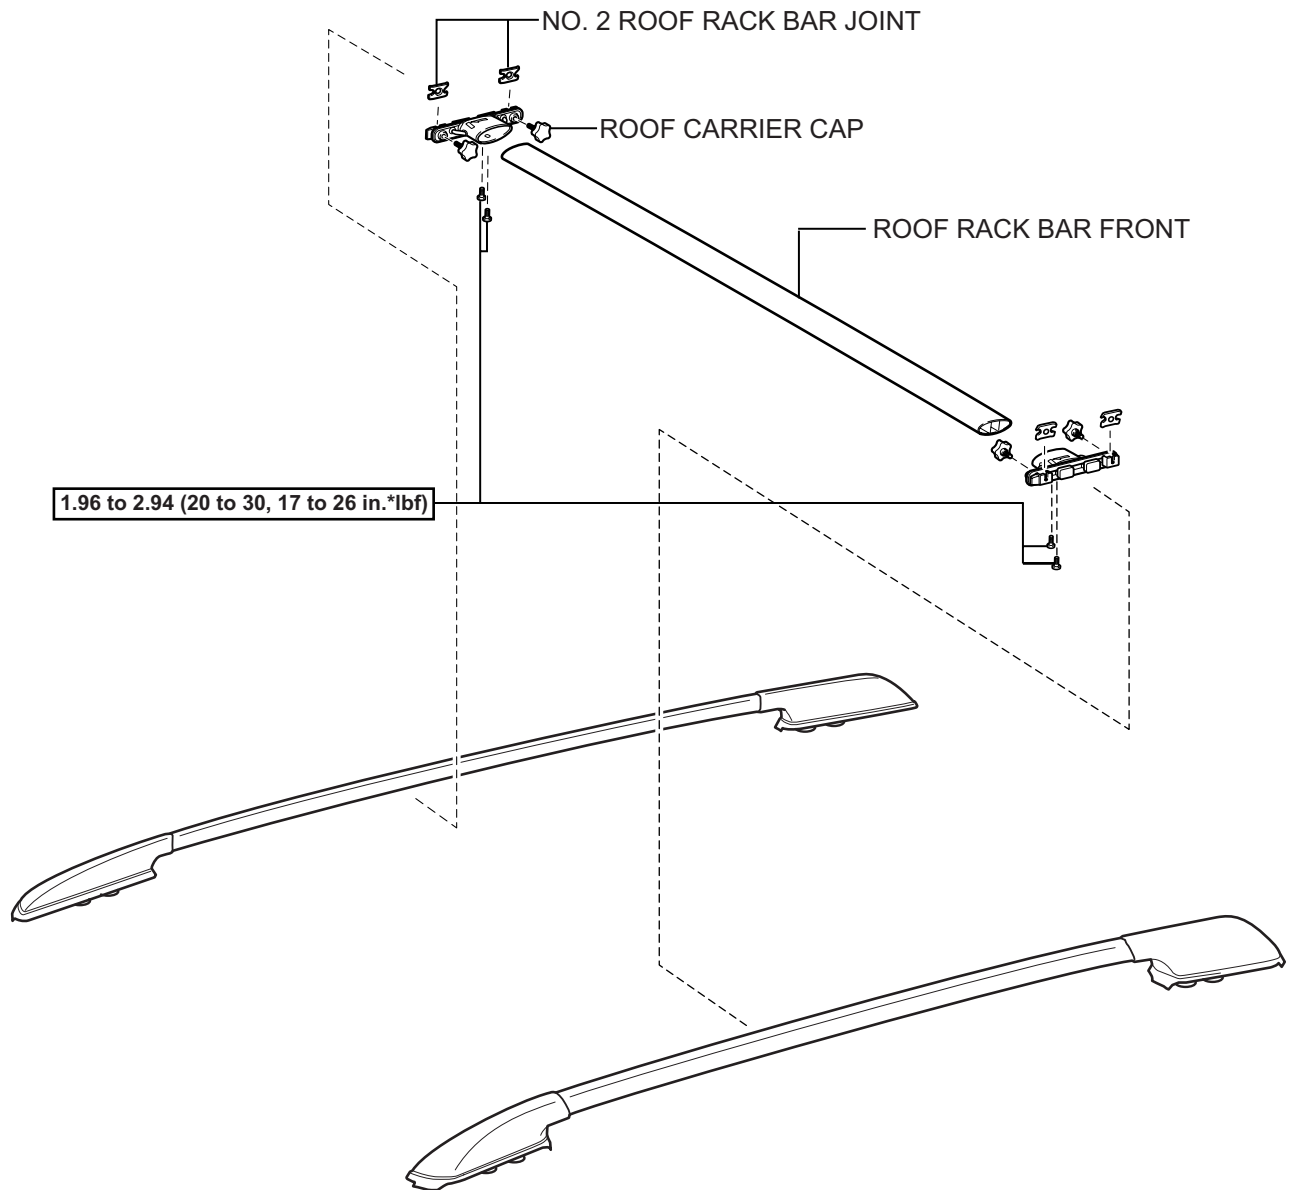 NO. 2 ROOF RACK BAR JOINT
ROOF CARRIER CAP
ROOF RACK BAR FRONT
1.96 to 2.94 (20 to 30, 17 to 26 in.*lbf)